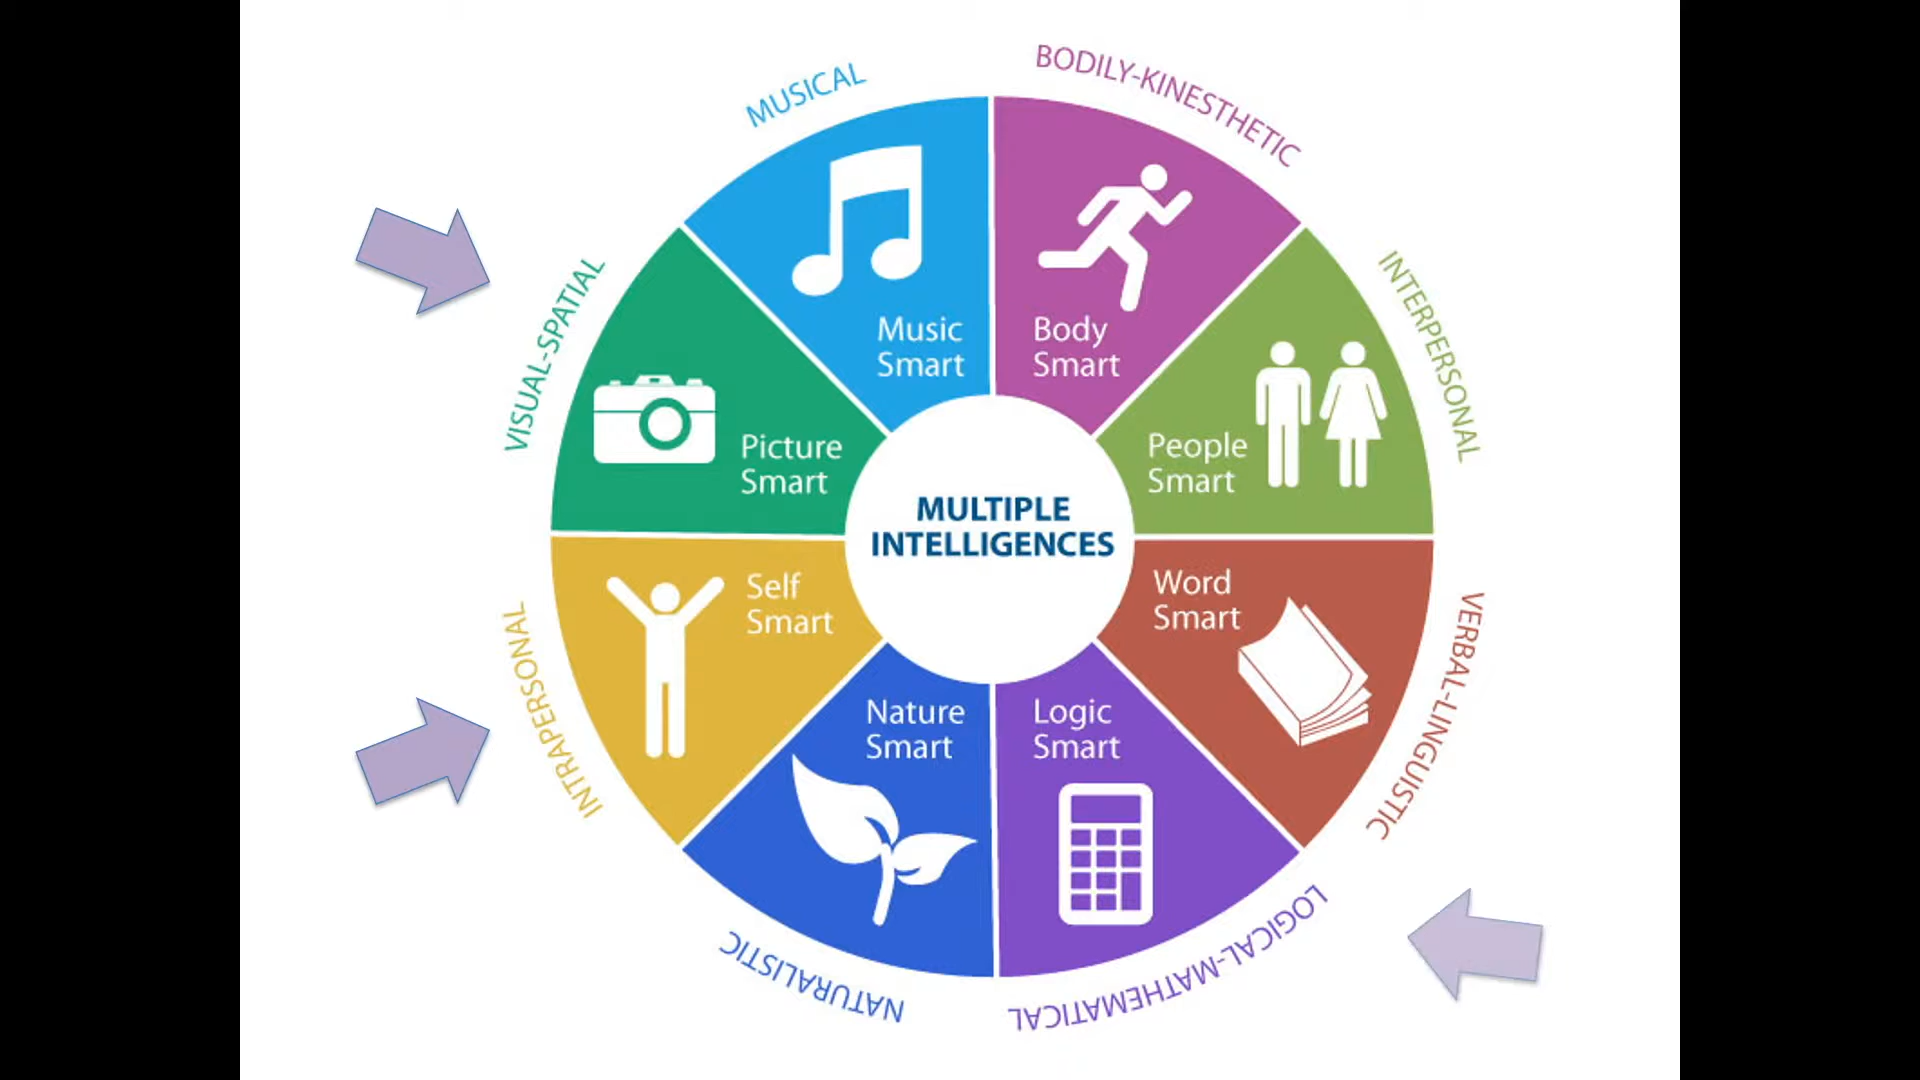 MUSICAL
BODILY-KINESTHETIC
INTERPERSONAL
VERBAL-LINGUISTIC
LOGICAL-MATHEMATICAL
NATURALISTIC
INTRAPERSONAL
VISUAL-SPATIAL
Music
Smart
Body
Smart
People
Smart
Word
Smart
Logic
Smart
Nature
Smart
Self
Smart
Picture
Smart
MULTIPLE
INTELLIGENCES